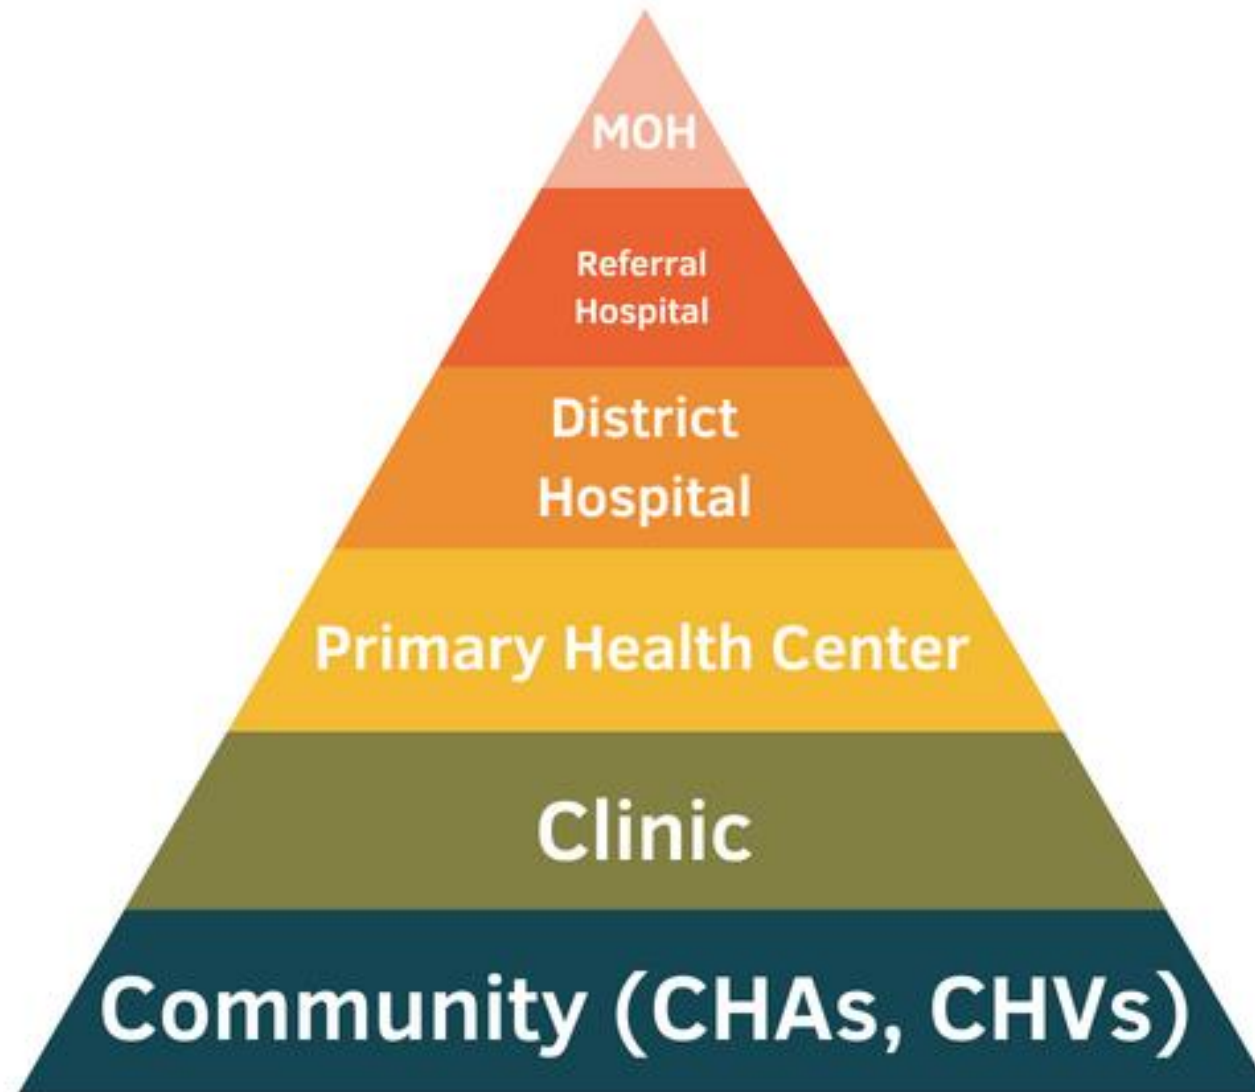 MOH
Referral
Hospital
District
Hospital
Primary Health Center
Clinic
Community (CHAs, CHVs)